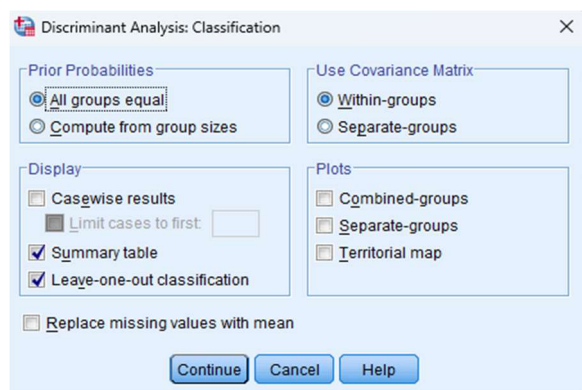 Discriminant Analysis: Classification
Prior Probabilities
All groups equal
Compute from group sizes
Use Covariance Matrix
Within-groups
Separate-groups
Display
Casewise results
Limit cases to first:
Summary table
Leave-one-out classification
Plots
Combined-groups
Separate-groups
Territorial map
Replace missing values with mean
Continue Cancel Help